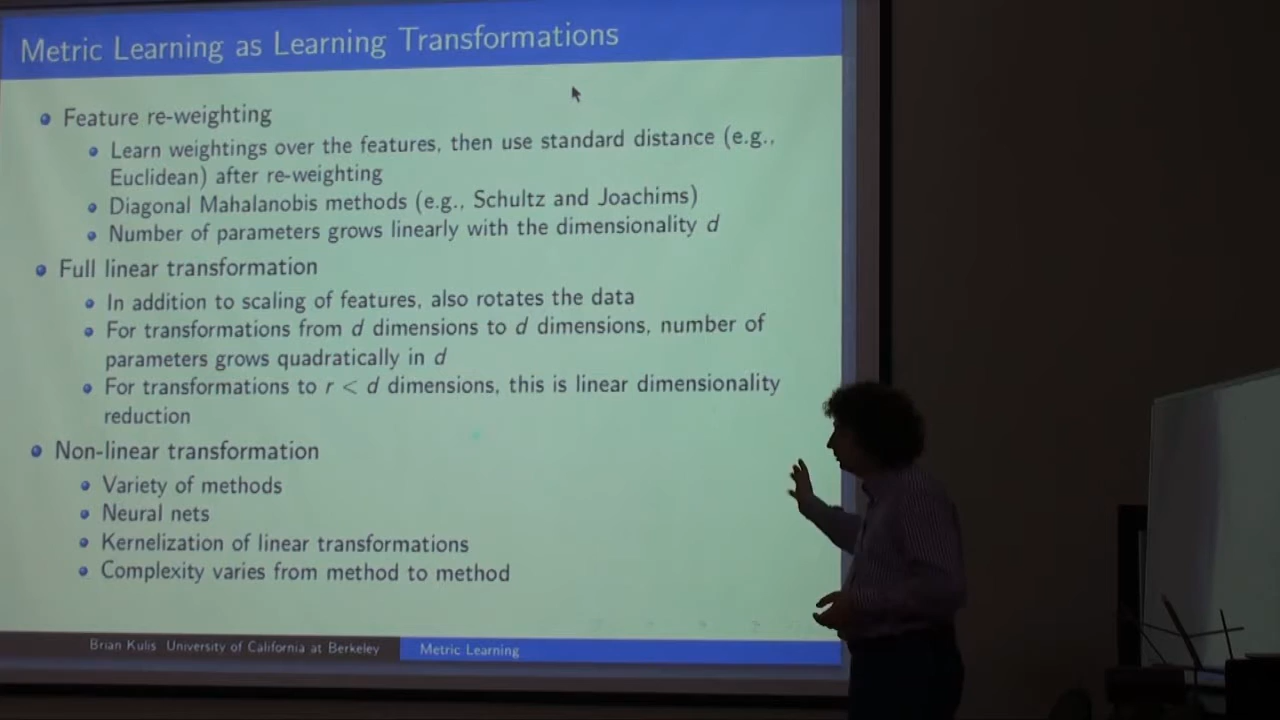 Metric Learning as Learning Transformations
Feature re-weighting
Learn weightings over the features, then use standard distance (e.g.,
Euclidean) after re-weighting
Diagonal Mahalanobis methods (e.g., Schultz and Joachims)
Number of parameters grows linearly with the dimensionality d
Full linear transformation
In addition to scaling of features, also rotates the data
For transformations from d dimensions to d dimensions, number of
parameters grows quadratically in d
For transformations to r < d dimensions, this is linear dimensionality
reduction
Non-linear transformation
Variety of methods
Neural nets
Kernelization of linear transformations
Complexity varies from method to method
Brian Kulis University of California at Berkeley
Metric Learning